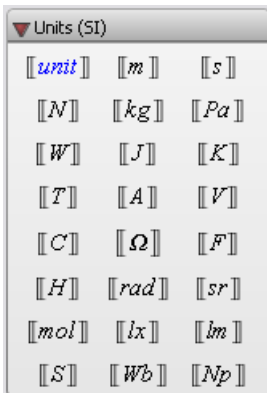 Units (SI)
⟦unit⟧ ⟦m⟧ ⟦s⟧
⟦N⟧ ⟦kg⟧ ⟦Pa⟧
⟦W⟧ ⟦J⟧ ⟦K⟧
⟦T⟧ ⟦A⟧ ⟦V⟧
⟦C⟧ ⟦Ω⟧ ⟦F⟧
⟦H⟧ ⟦rad⟧ ⟦sr⟧
⟦mol⟧ ⟦lx⟧ ⟦lm⟧
⟦S⟧ ⟦Wb⟧ ⟦Np⟧